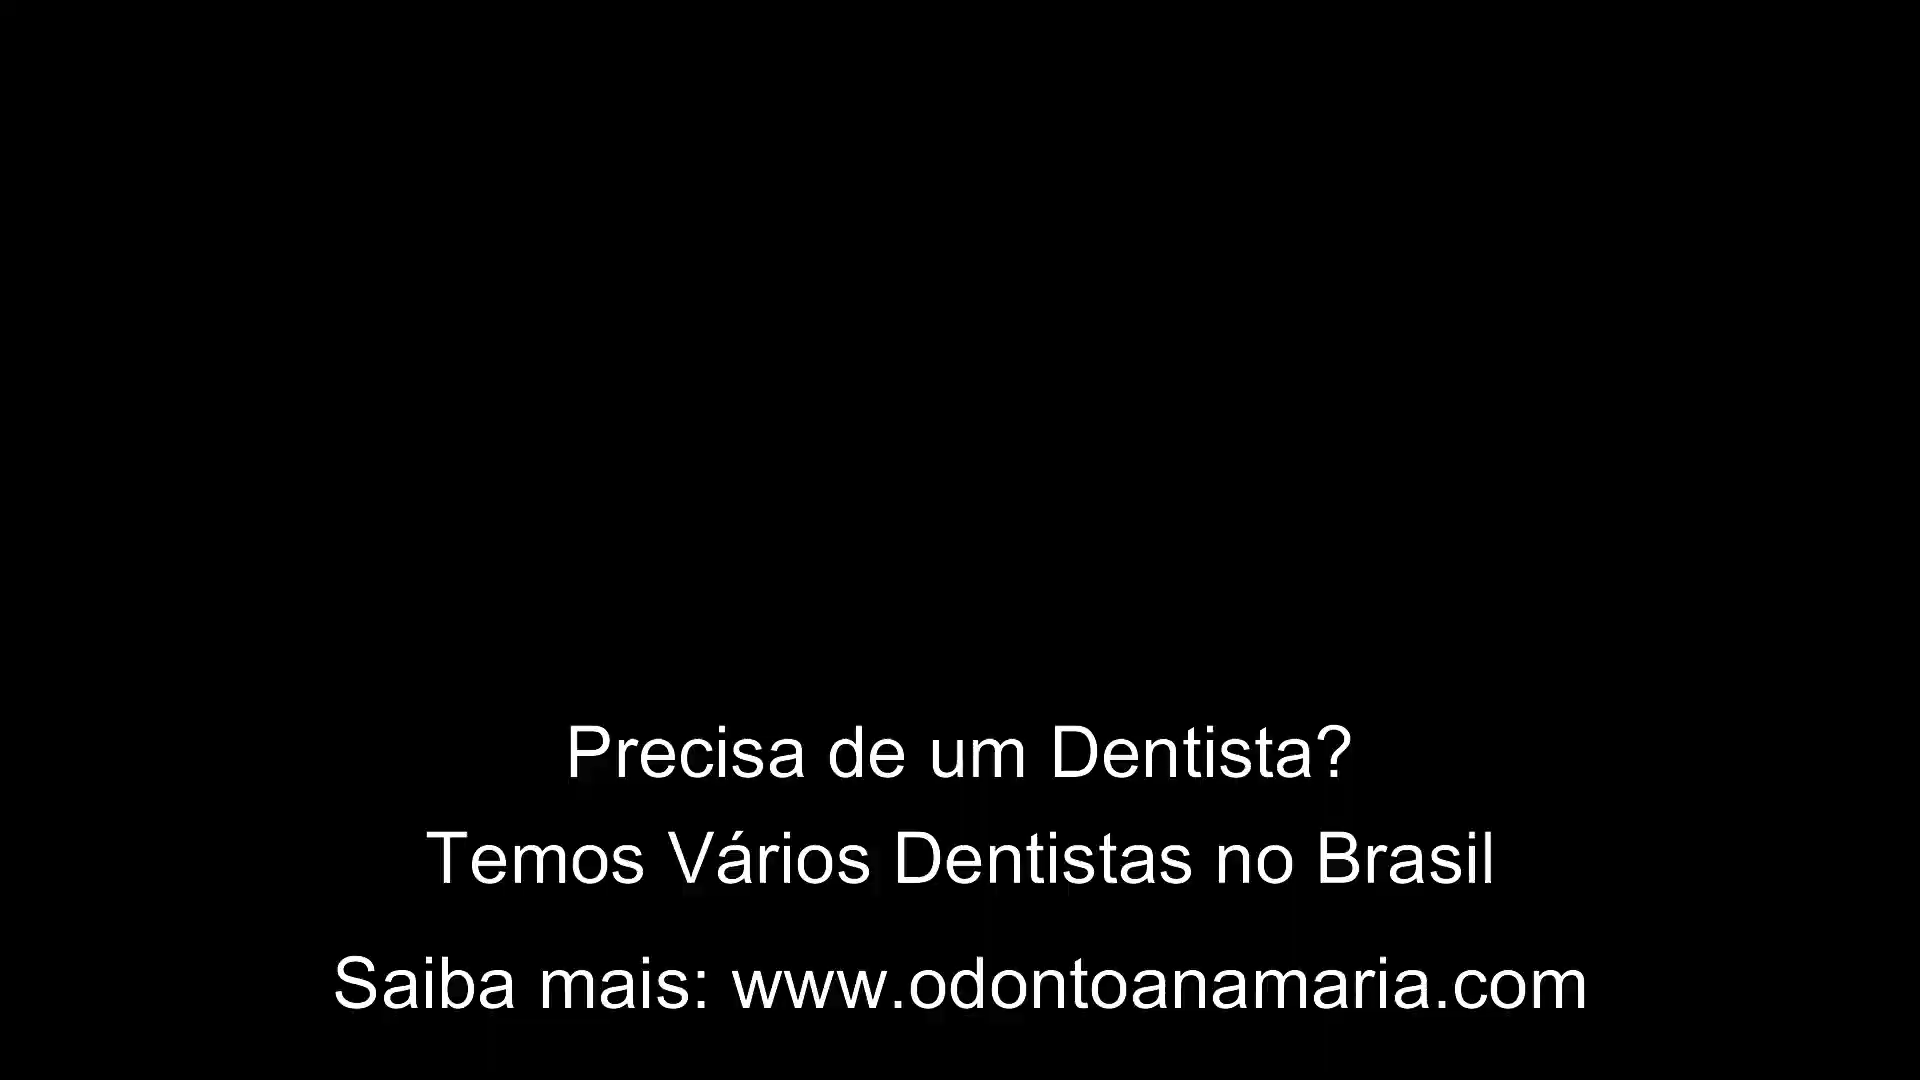 Precisa de um Dentista?
Temos Vários Dentistas no Brasil
Saiba mais: www.odontoanamaria.com